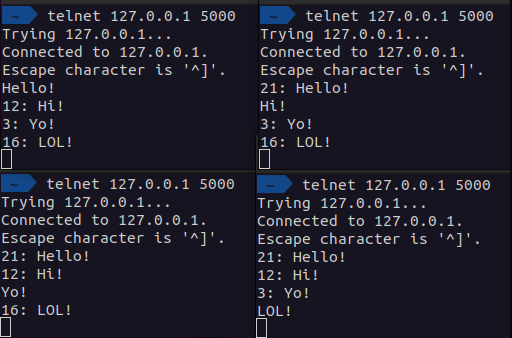 ~ telnet 127.0.0.1 5000
Trying 127.0.0.1...
Connected to 127.0.0.1.
Escape character is '^]'.
Hello!
12: Hi!
3: Yo!
16: LOL!
~ telnet 127.0.0.1 5000
Trying 127.0.0.1...
Connected to 127.0.0.1.
Escape character is '^]'.
21: Hello!
Hi!
3: Yo!
16: LOL!
~ telnet 127.0.0.1 5000
Trying 127.0.0.1...
Connected to 127.0.0.1.
Escape character is '^]'.
21: Hello!
12: Hi!
Yo!
16: LOL!
~ telnet 127.0.0.1 5000
Trying 127.0.0.1...
Connected to 127.0.0.1.
Escape character is '^]'.
21: Hello!
12: Hi!
3: Yo!
LOL!